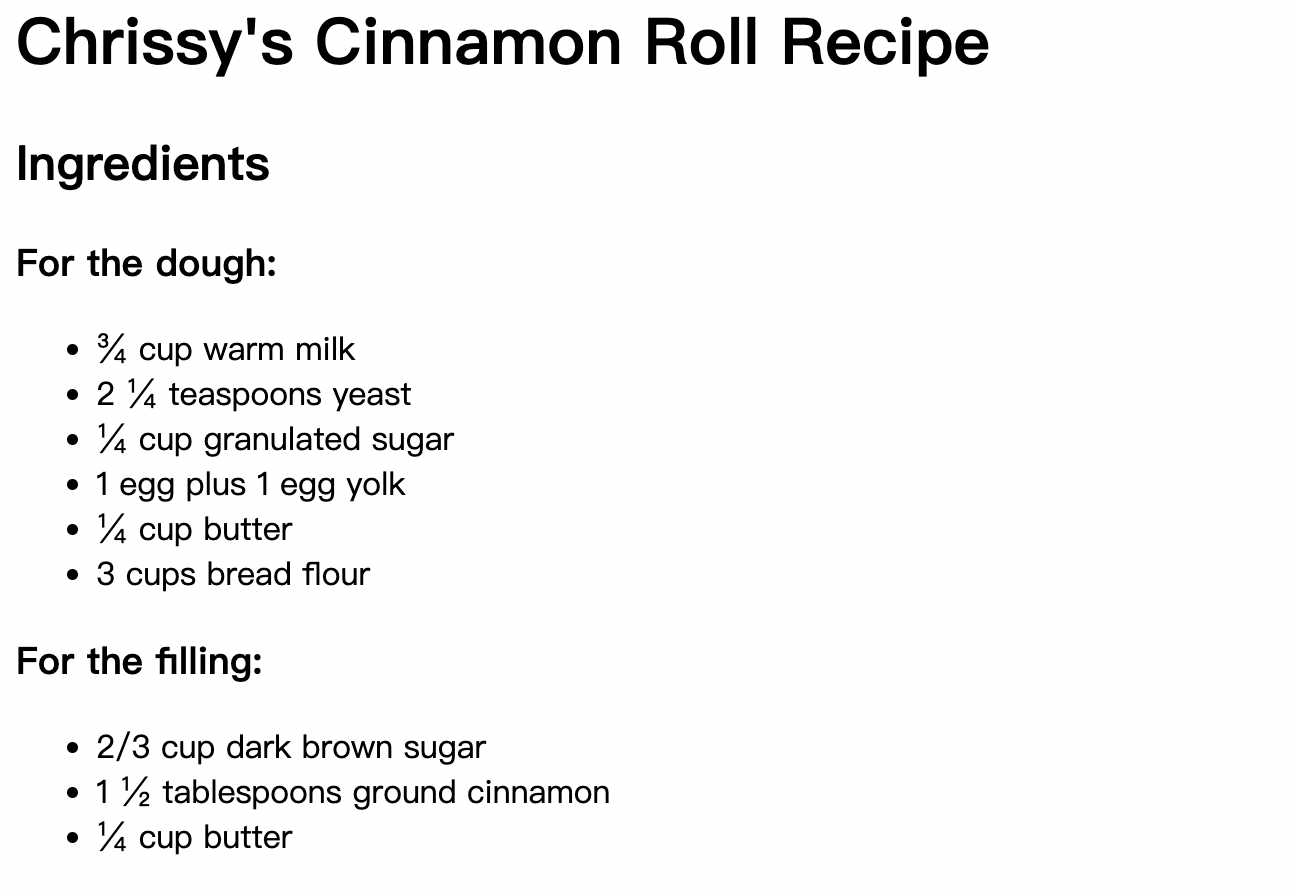 Chrissy's Cinnamon Roll Recipe
Ingredients
For the dough:
• ¾ cup warm milk
• 2 ¼ teaspoons yeast
• ¼ cup granulated sugar
• 1 egg plus 1 egg yolk
• ¼ cup butter
• 3 cups bread flour
For the filling:
• 2/3 cup dark brown sugar
• 1 ½ tablespoons ground cinnamon
• ¼ cup butter